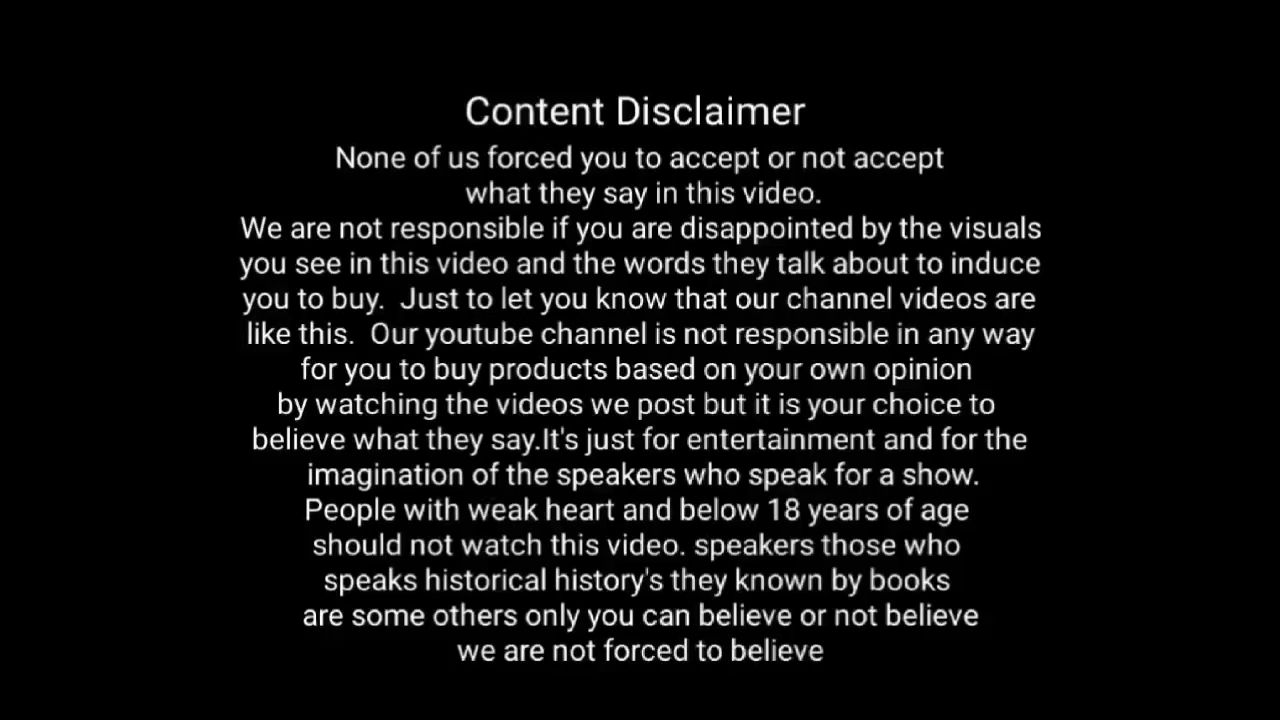 Content Disclaimer
None of us forced you to accept or not accept
what they say in this video.
We are not responsible if you are disappointed by the visuals
you see in this video and the words they talk about to induce
you to buy.  Just to let you know that our channel videos are
like this.  Our youtube channel is not responsible in any way
for you to buy products based on your own opinion
by watching the videos we post but it is your choice to
believe what they say.It's just for entertainment and for the
imagination of the speakers who speak for a show.
People with weak heart and below 18 years of age
should not watch this video. speakers those who
speaks historical history's they known by books
are some others only you can believe or not believe
we are not forced to believe